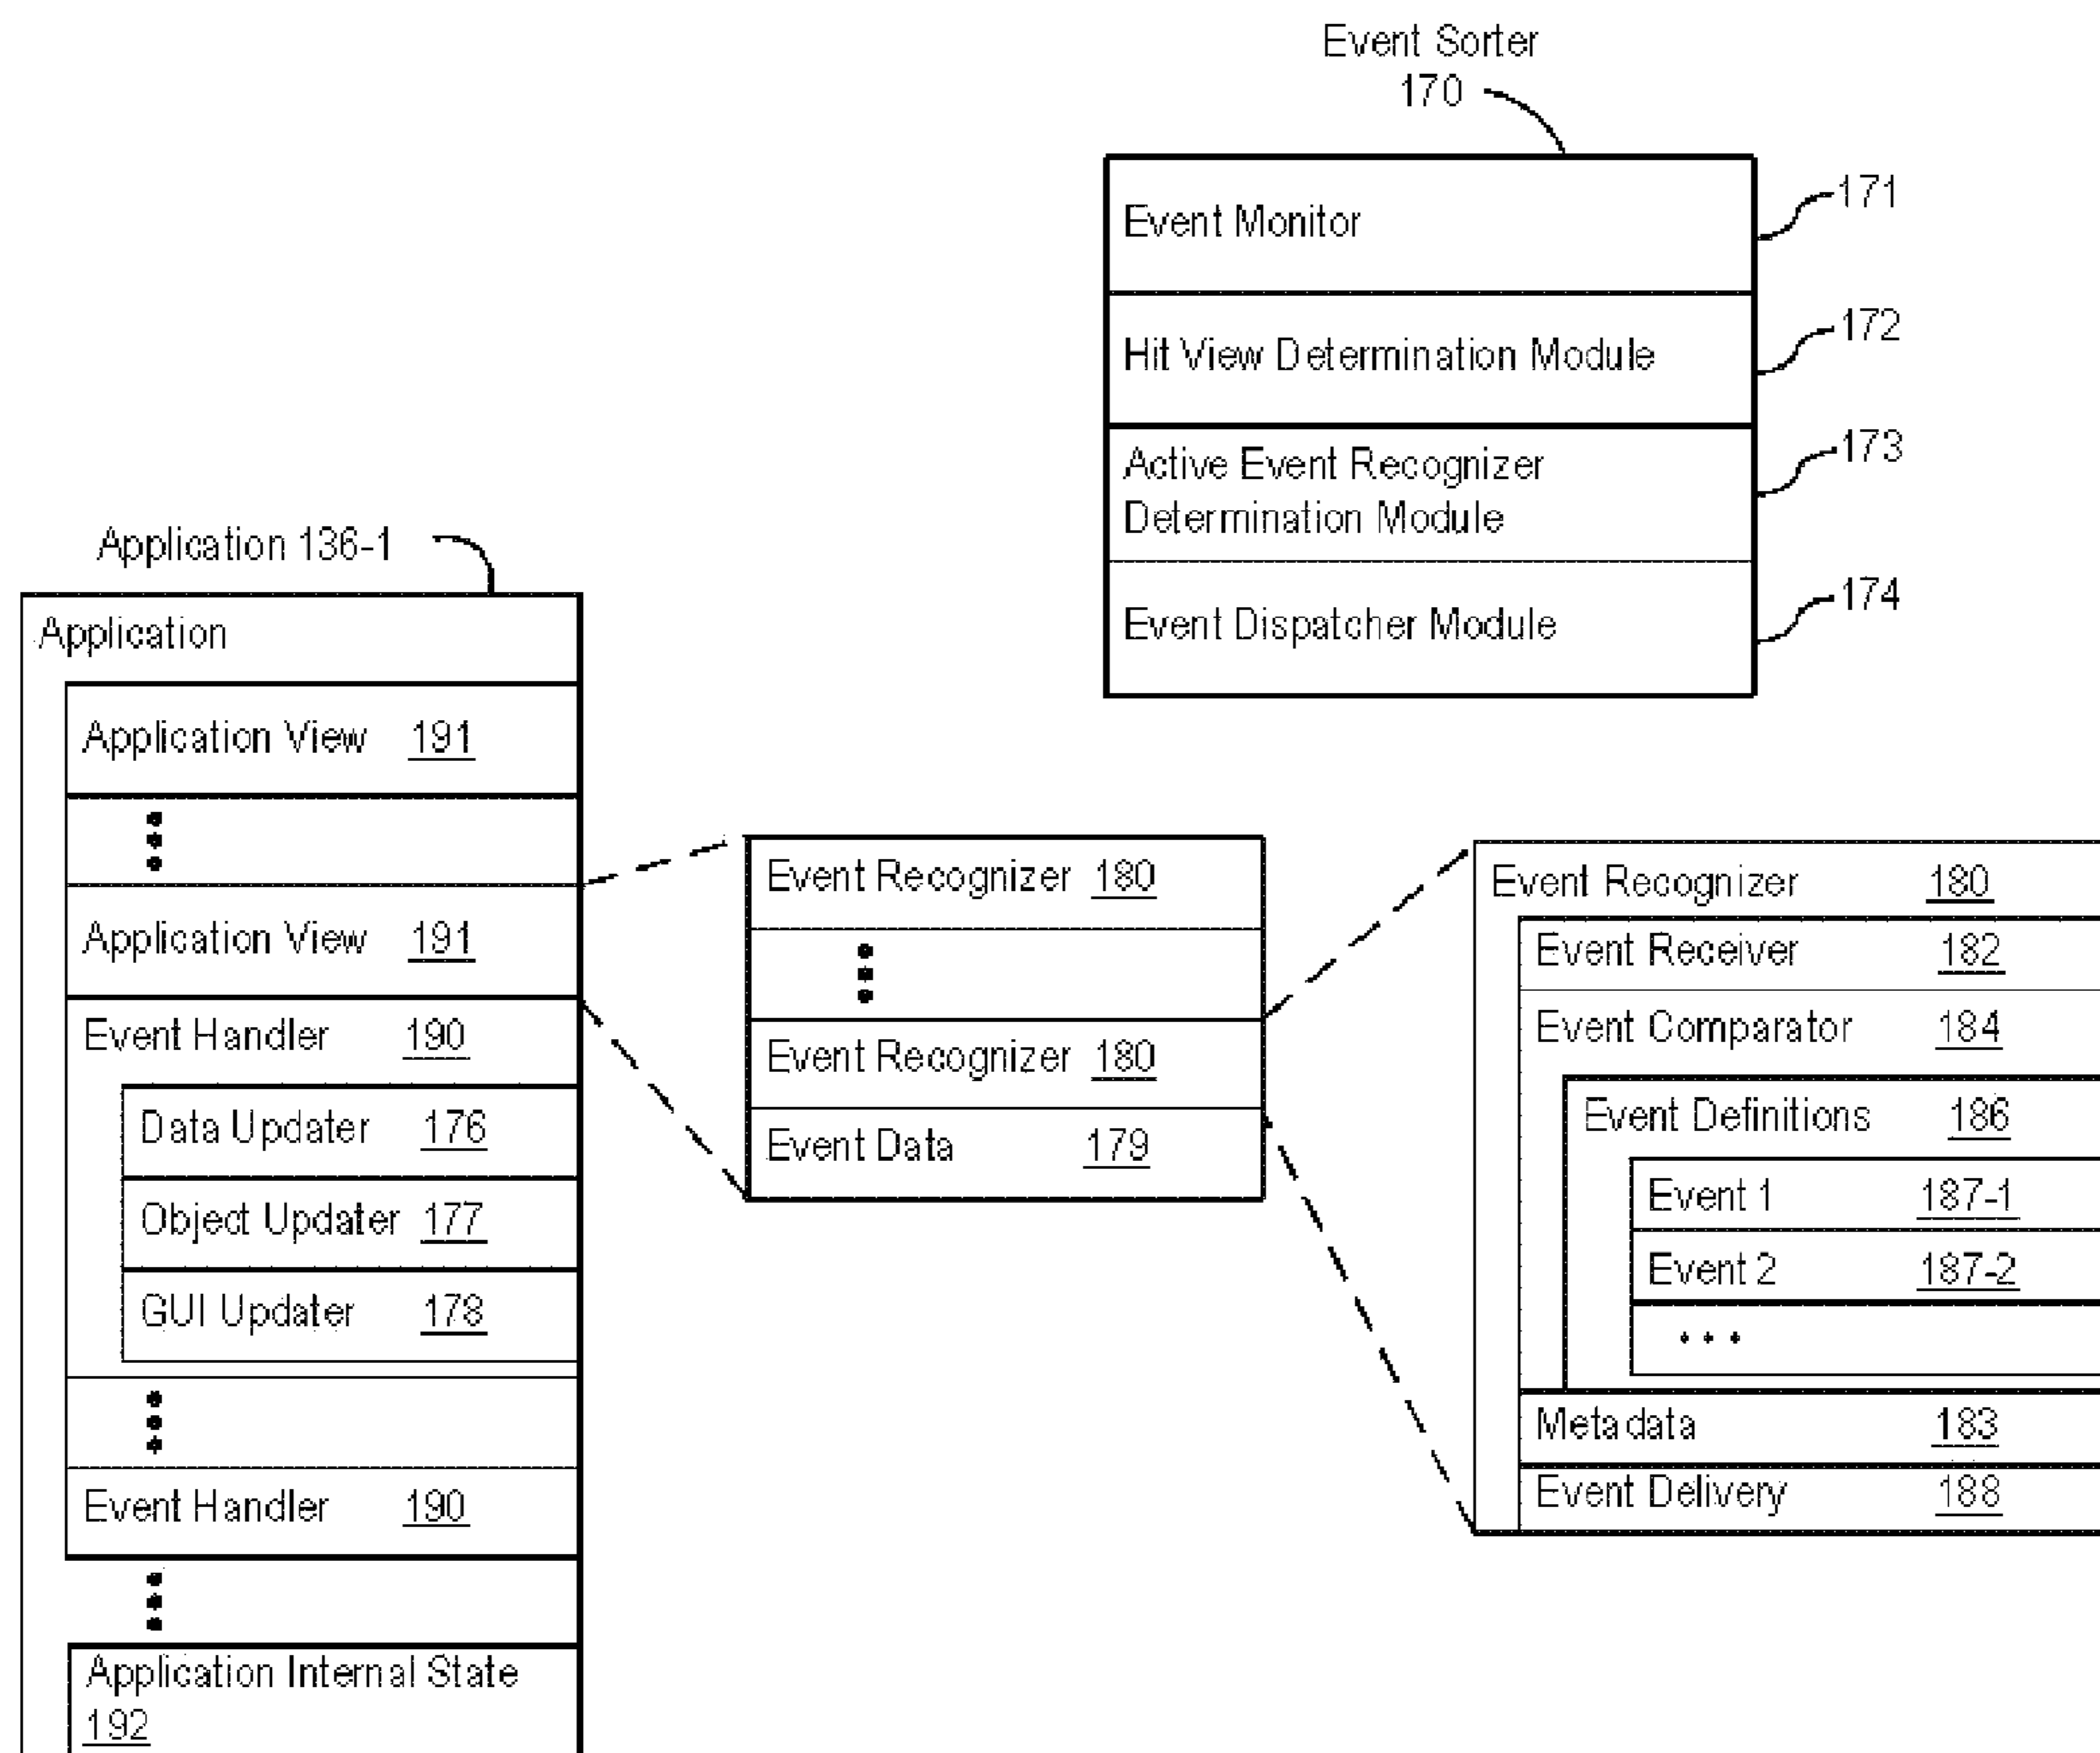 Event Sorter
170
Event Monitor
171
Hit View Determination Module
172
Active Event Recognizer
Determination Module
173
Event Dispatcher Module
174
Application 136-1
Application
Application View 191
Application View 191
Event Handler 190
Data Updater 176
Object Updater 177
GUI Updater 178
Event Handler 190
Application Internal State
192
Event Recognizer 180
Event Recognizer 180
Event Data 179
Event Recognizer 180
Event Receiver 182
Event Comparator 184
Event Definitions 186
Event 1 187-1
Event 2 187-2
• • •
Metadata 183
Event Delivery 188